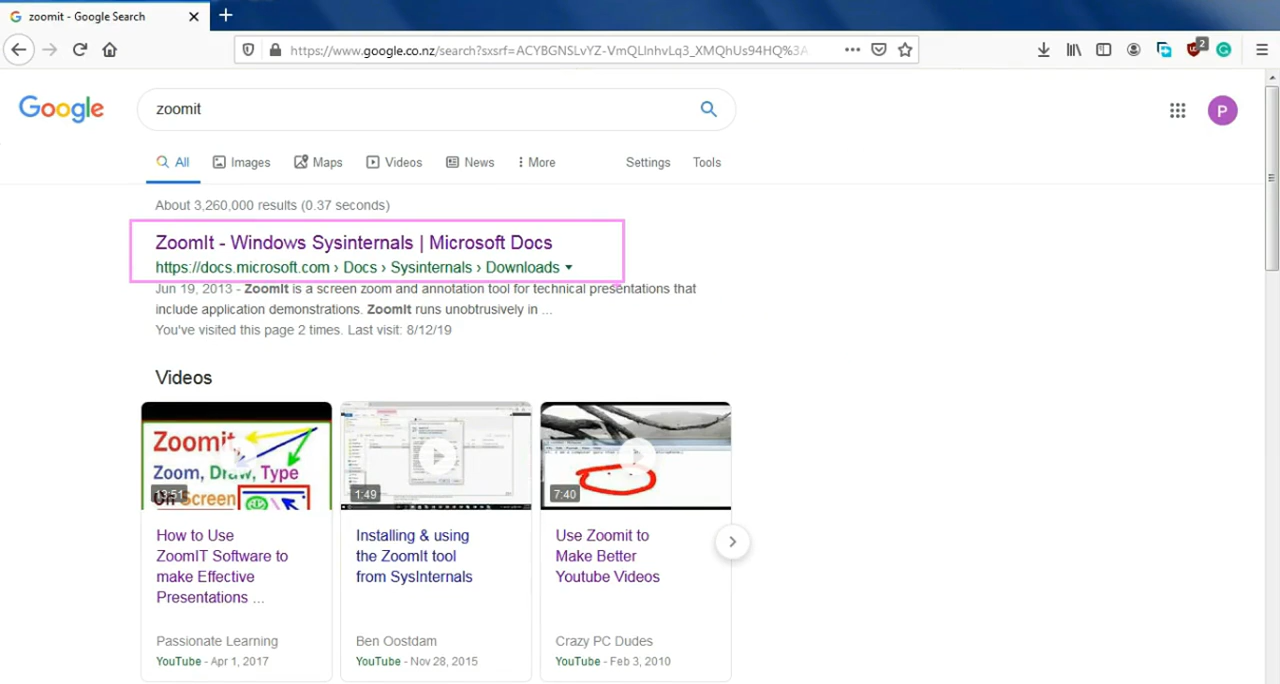 zoomit - Google Search
https://www.google.co.nz/search?sxsrf=ACYBGNSLvYZ-VmQLlnhvLq3_XMQhUs94HQ%3A
2
Google
zoomit
P
All
Images
Maps
Videos
News
More
Settings
Tools
About 3,260,000 results (0.37 seconds)
ZoomIt - Windows Sysinternals | Microsoft Docs
https://docs.microsoft.com › Docs › Sysinternals › Downloads
Jun 19, 2013 - ZoomIt is a screen zoom and annotation tool for technical presentations that
include application demonstrations. ZoomIt runs unobtrusively in ...
You've visited this page 2 times. Last visit: 8/12/19
Videos
Zoomit,
Zoom, Draw, Type
On Screen
13:51
1:49
7:40
How to Use
ZoomIT Software to
make Effective
Presentations ...
Passionate Learning
YouTube - Apr 1, 2017
Installing & using
the ZoomIt tool
from SysInternals
Ben Oostdam
YouTube - Nov 28, 2015
Use Zoomit to
Make Better
Youtube Videos
Crazy PC Dudes
YouTube - Feb 3, 2010